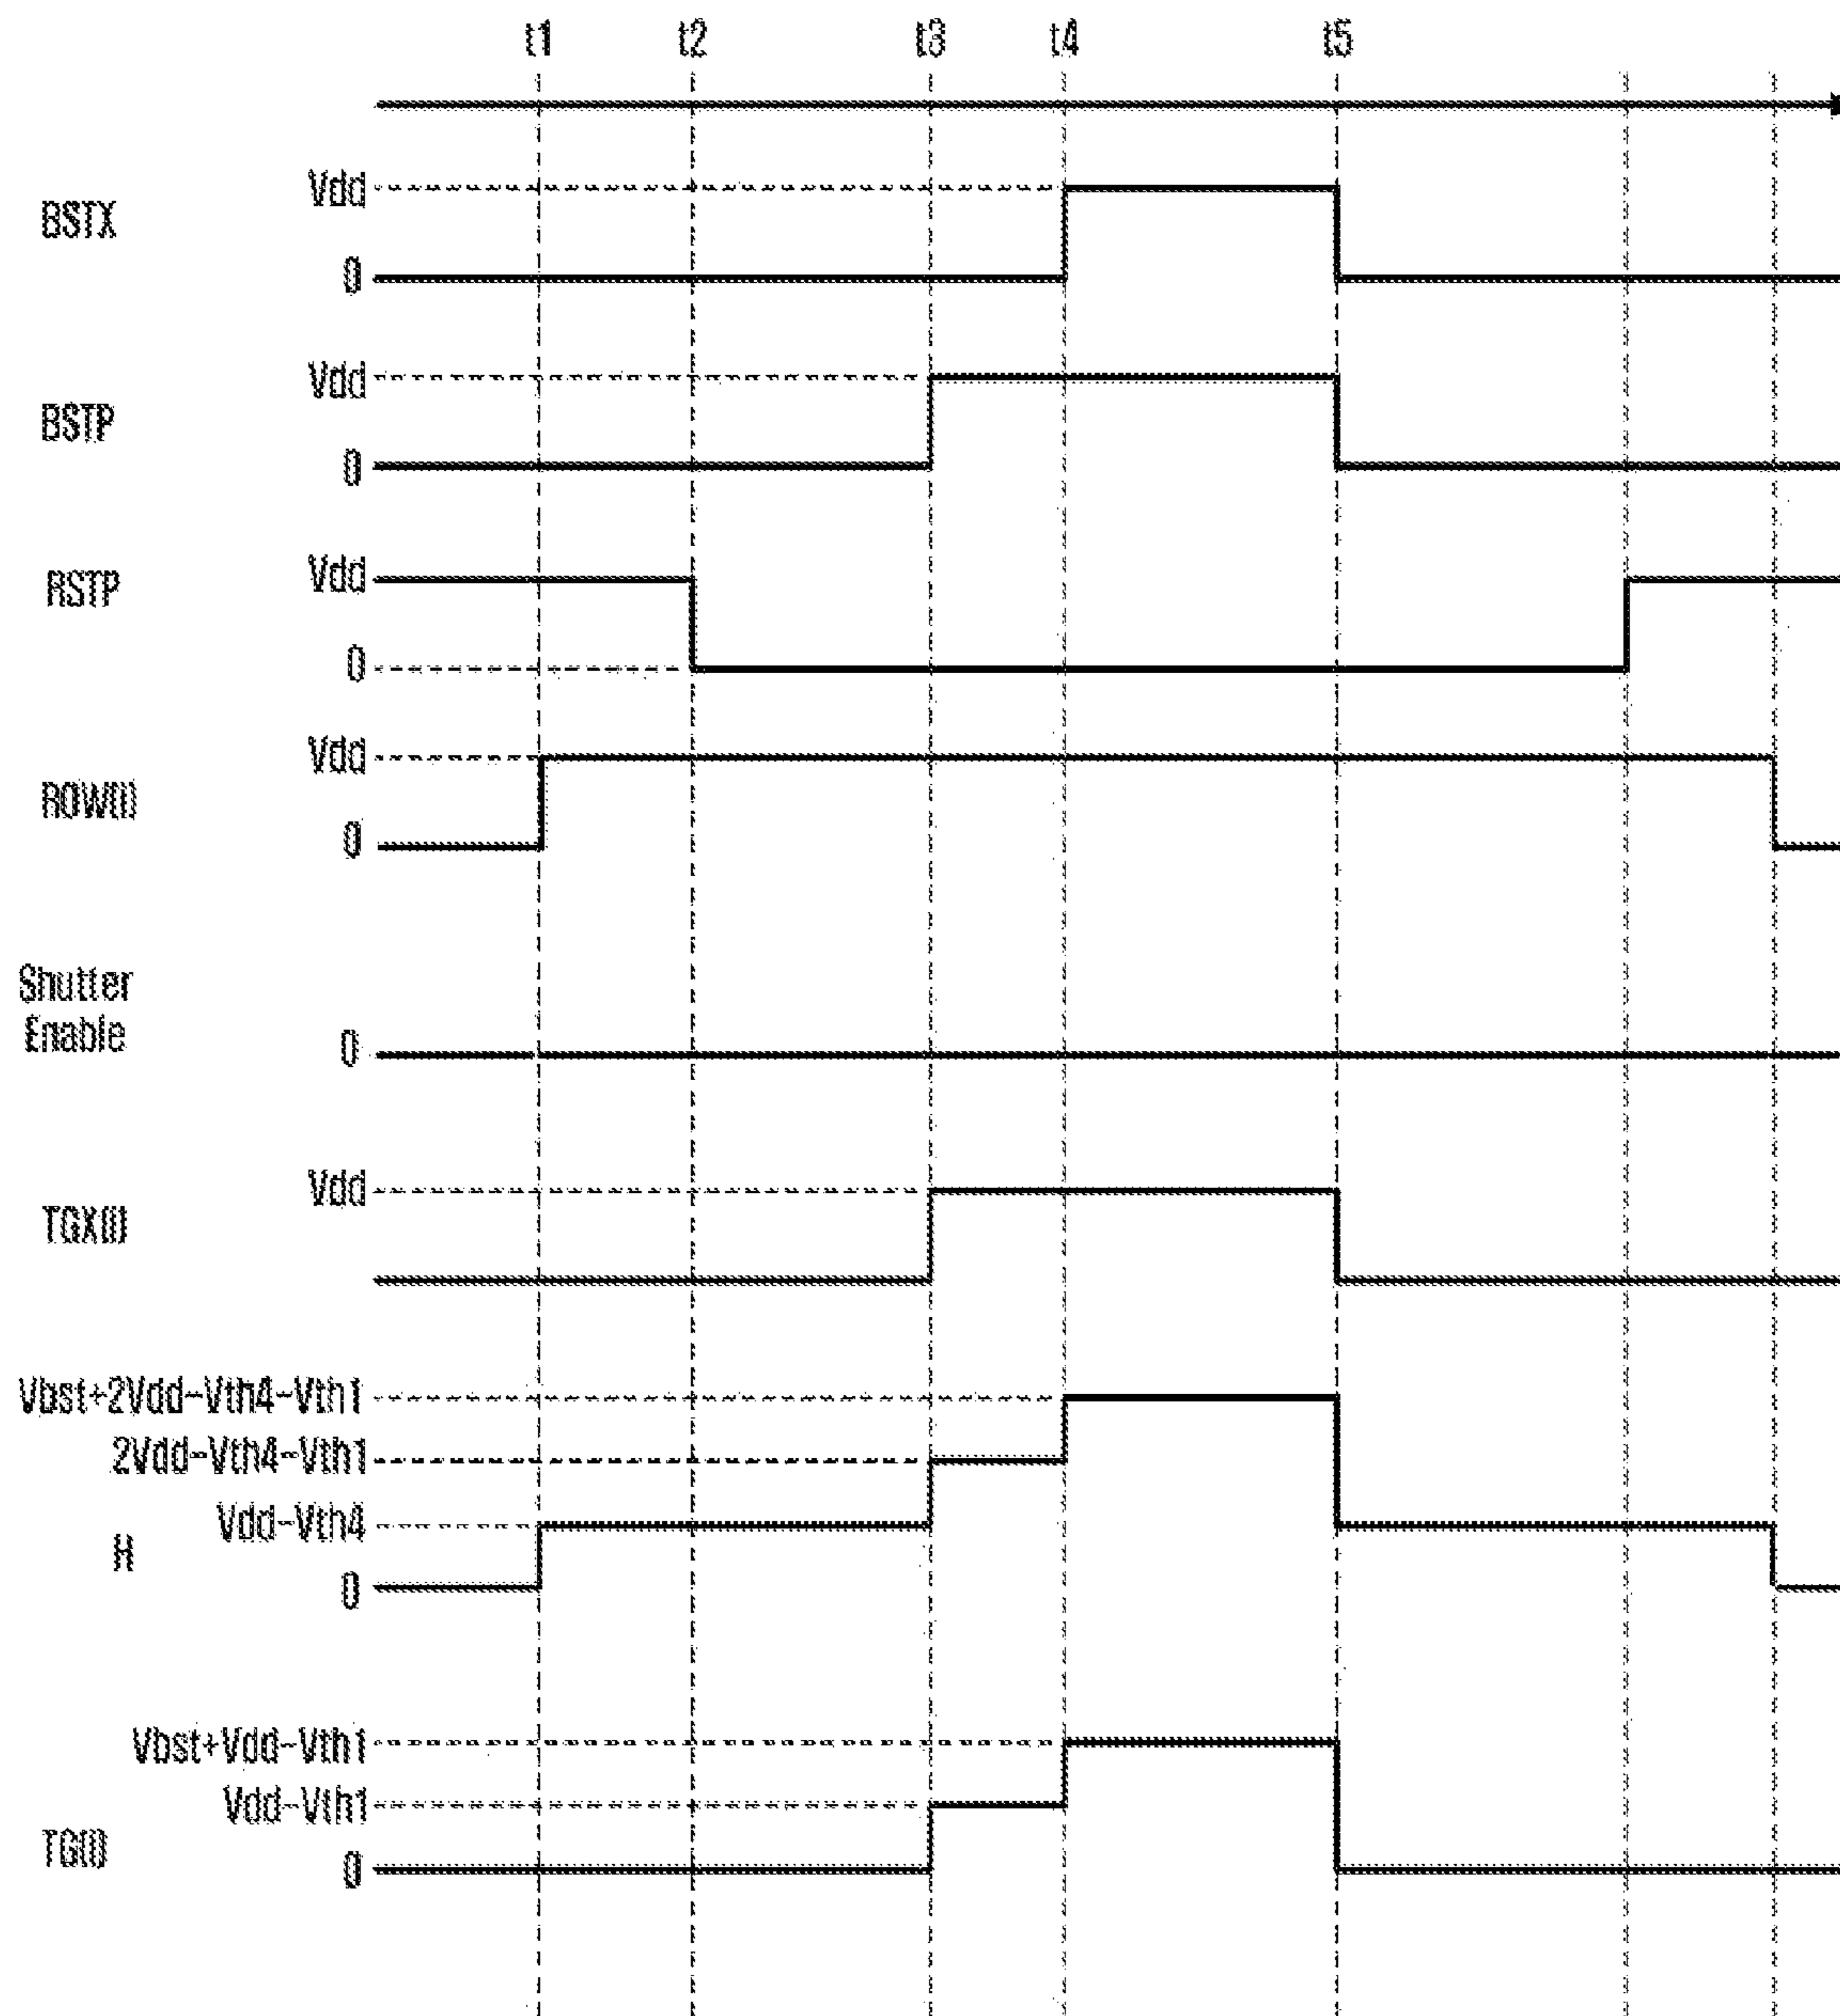 t1 t2 t3 t4 t5
Vdd
BSTX
0
Vdd
BSTP
0
Vdd
RSTP
0
Vdd
ROW(i)
0
Shutter
Enable
0
Vdd
TGX(i)
Vbst+2Vdd-Vth4-Vth1
2Vdd-Vth4-Vth1
Vdd-Vth4
H
0
Vbst+Vdd-Vth1
Vdd-Vth1
TG(i)
0